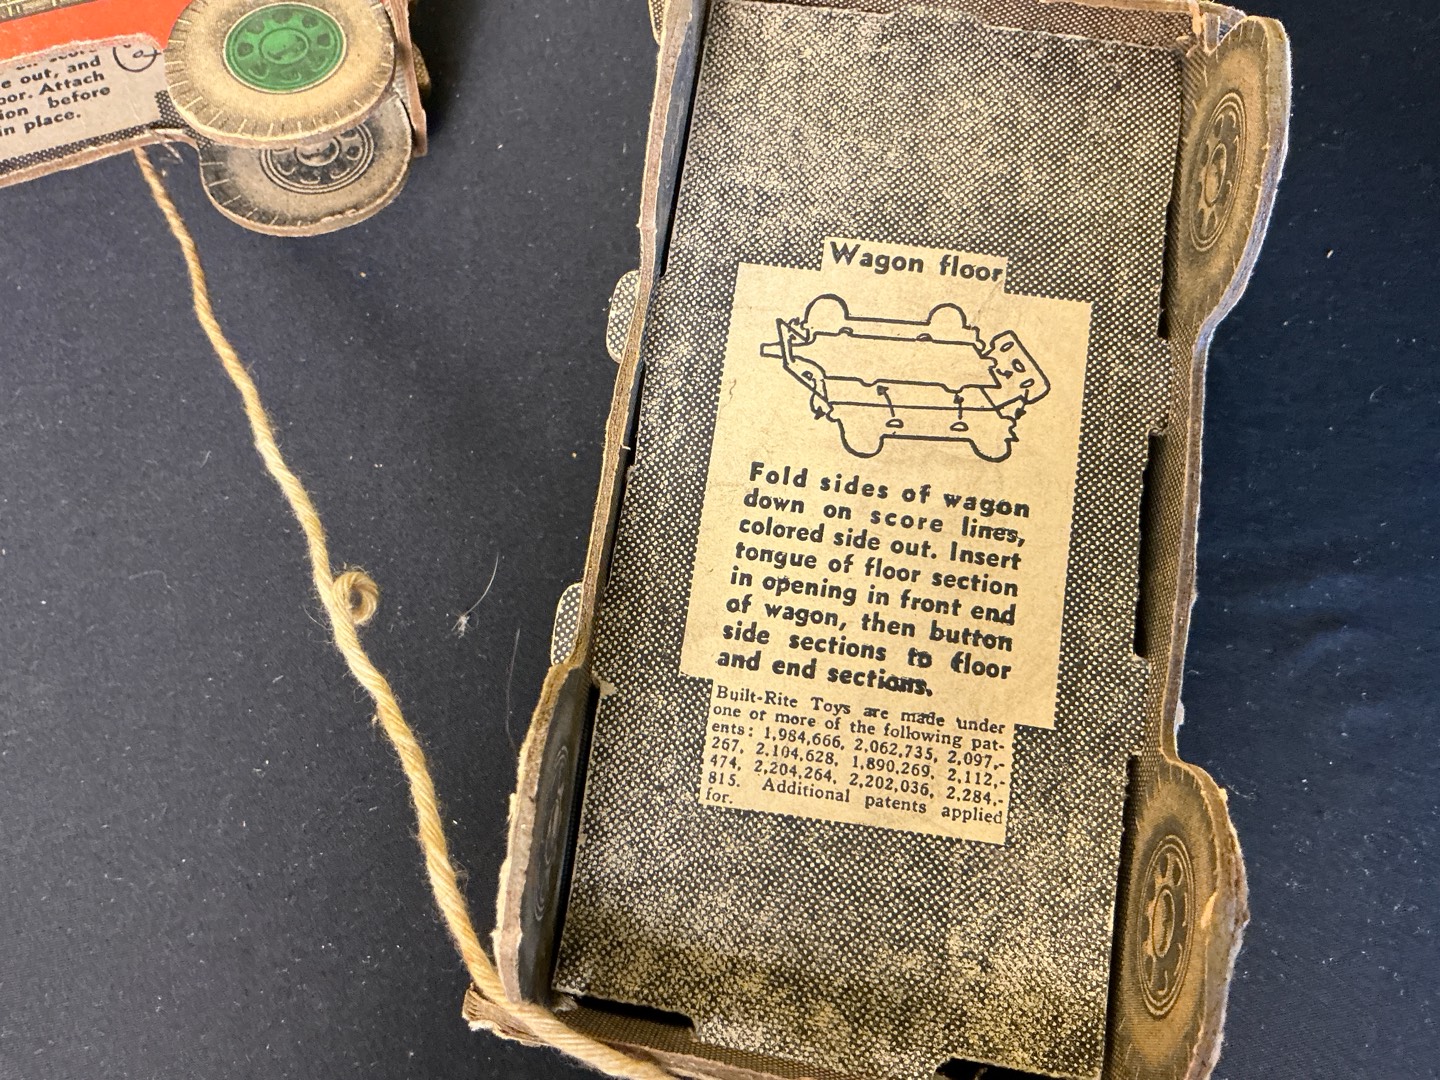 e out, and
oor. Attach
ion before
in place.
Wagon floor
Fold sides of wagon
down on score lines,
colored side out. Insert
tongue of floor section
in opening in front end
of wagon, then button
side sections to floor
and end sections.
Built-Rite Toys are made under
one or more of the following pat-
ents: 1,984,666, 2,062,735, 2,097,-
267, 2,104,628, 1,890,269, 2,112,-
474, 2,204,264, 2,202,036, 2,284,-
815. Additional patents applied
for.